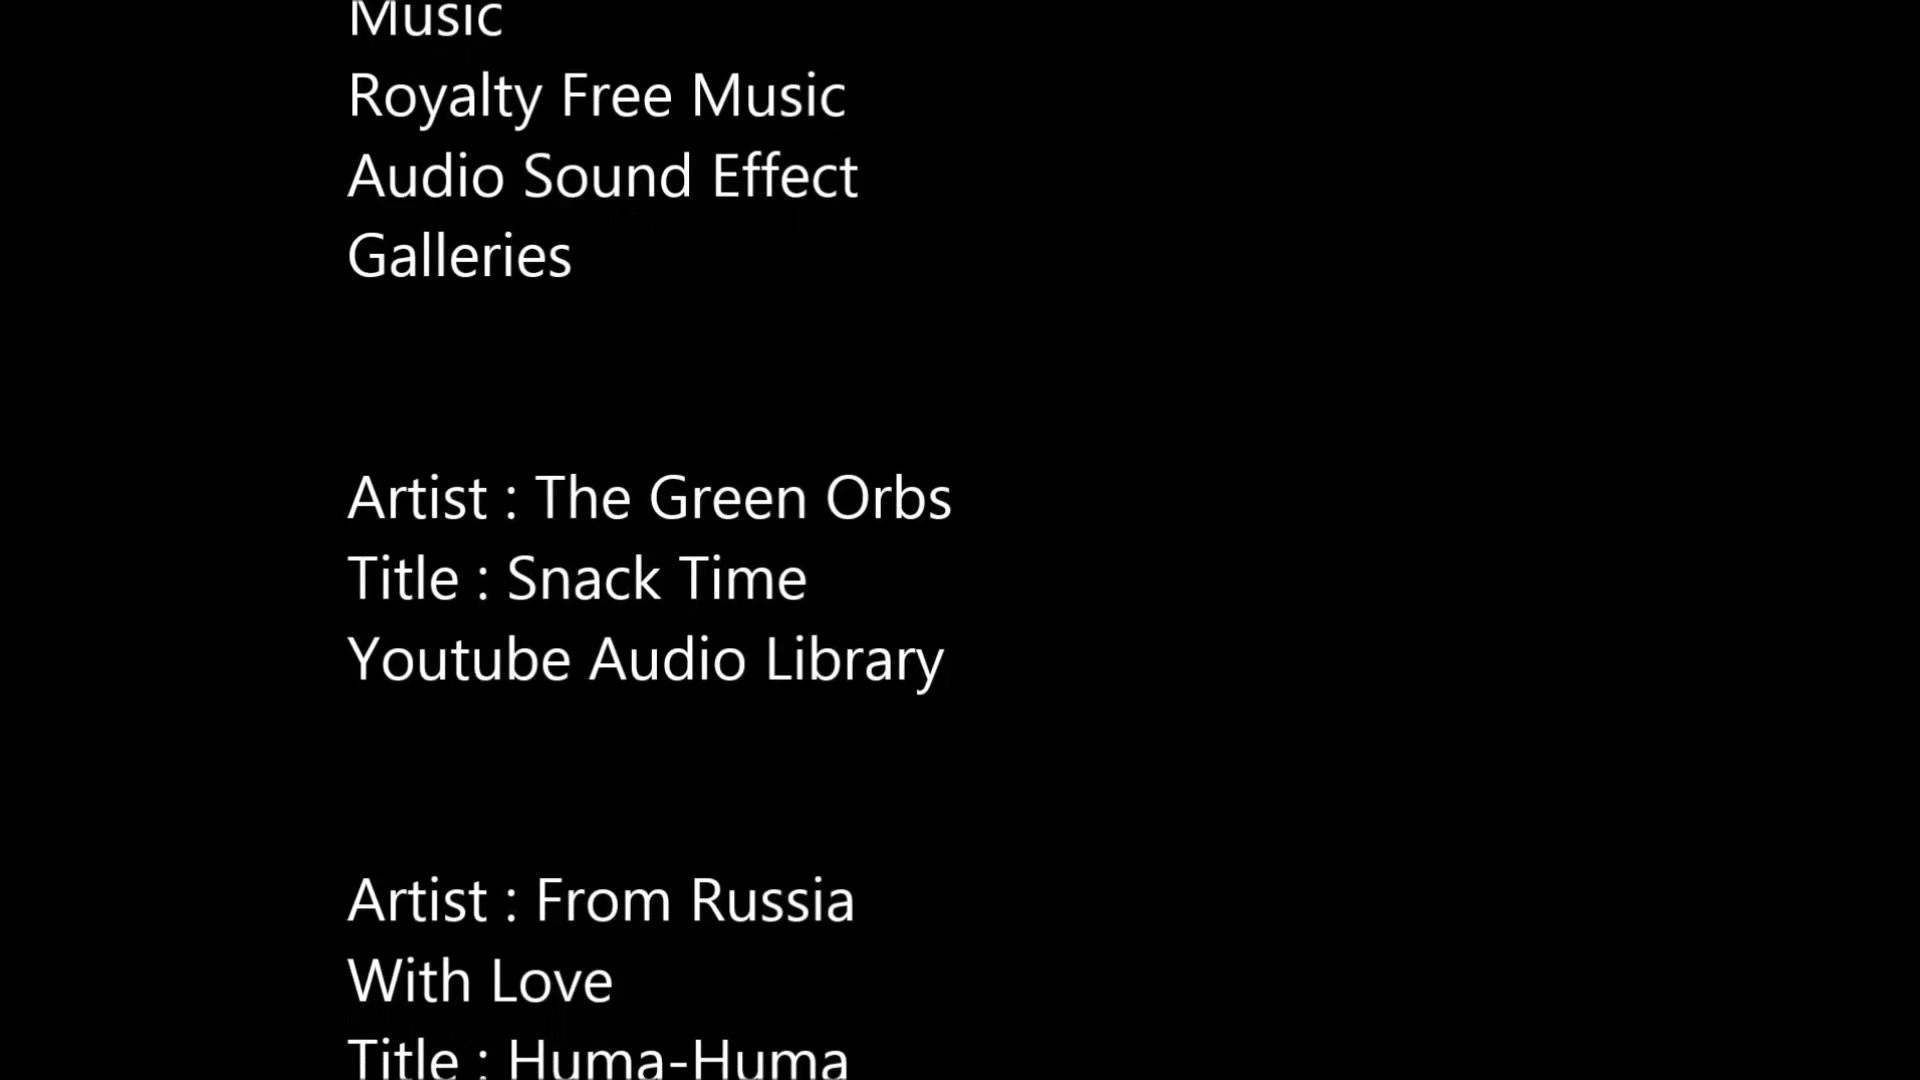 Music
Royalty Free Music
Audio Sound Effect
Galleries
Artist : The Green Orbs
Title : Snack Time
Youtube Audio Library
Artist : From Russia
With Love
Title : Huma-Huma